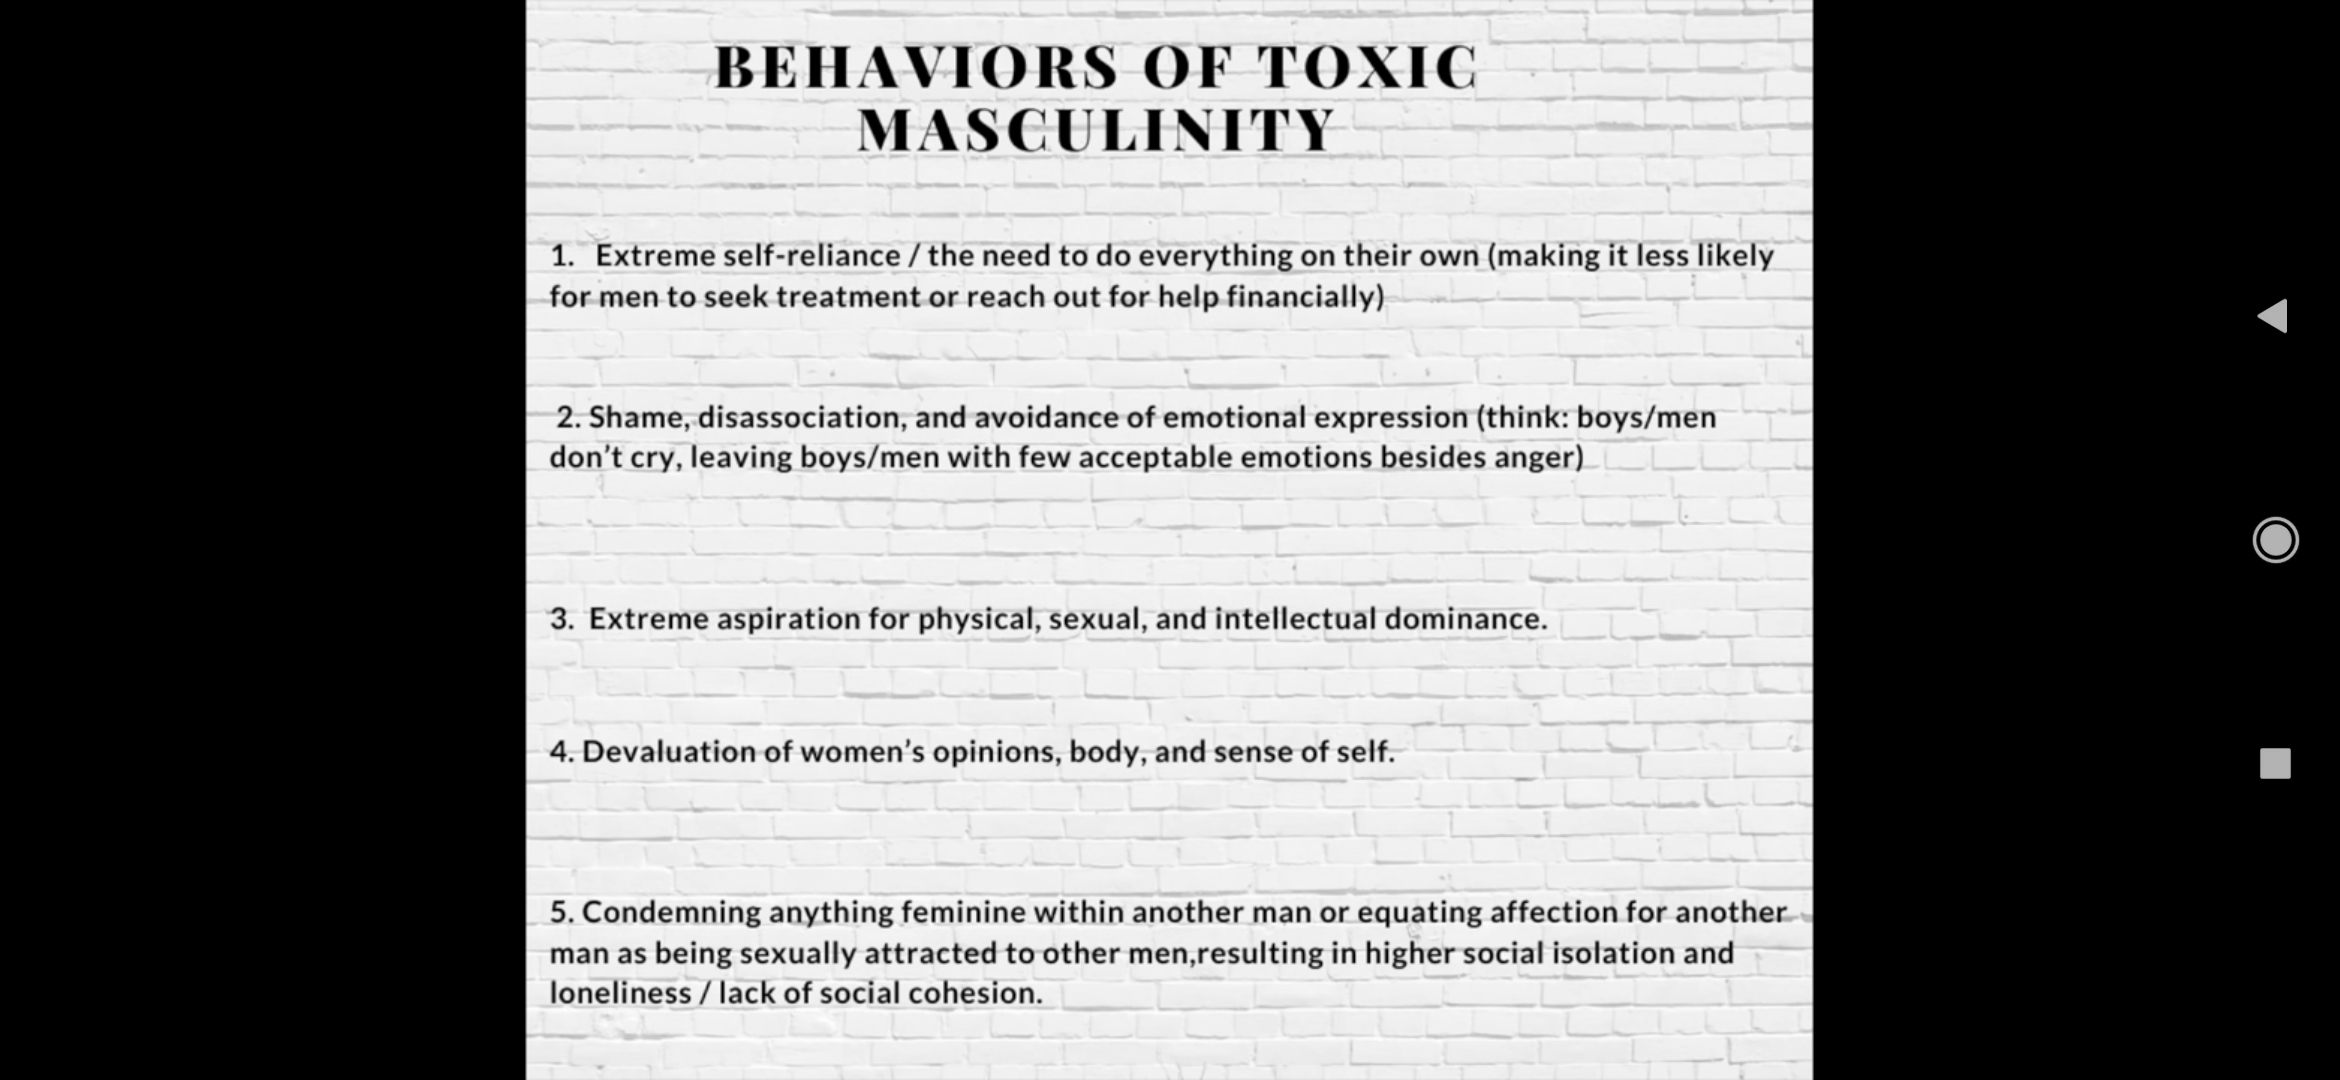 BEHAVIORS OF TOXIC
MASCULINITY
1. Extreme self-reliance / the need to do everything on their own (making it less likely
for men to seek treatment or reach out for help financially)
2. Shame, disassociation, and avoidance of emotional expression (think: boys/men
don’t cry, leaving boys/men with few acceptable emotions besides anger)
3. Extreme aspiration for physical, sexual, and intellectual dominance.
4. Devaluation of women’s opinions, body, and sense of self.
5. Condemning anything feminine within another man or equating affection for another
man as being sexually attracted to other men,resulting in higher social isolation and
loneliness / lack of social cohesion.